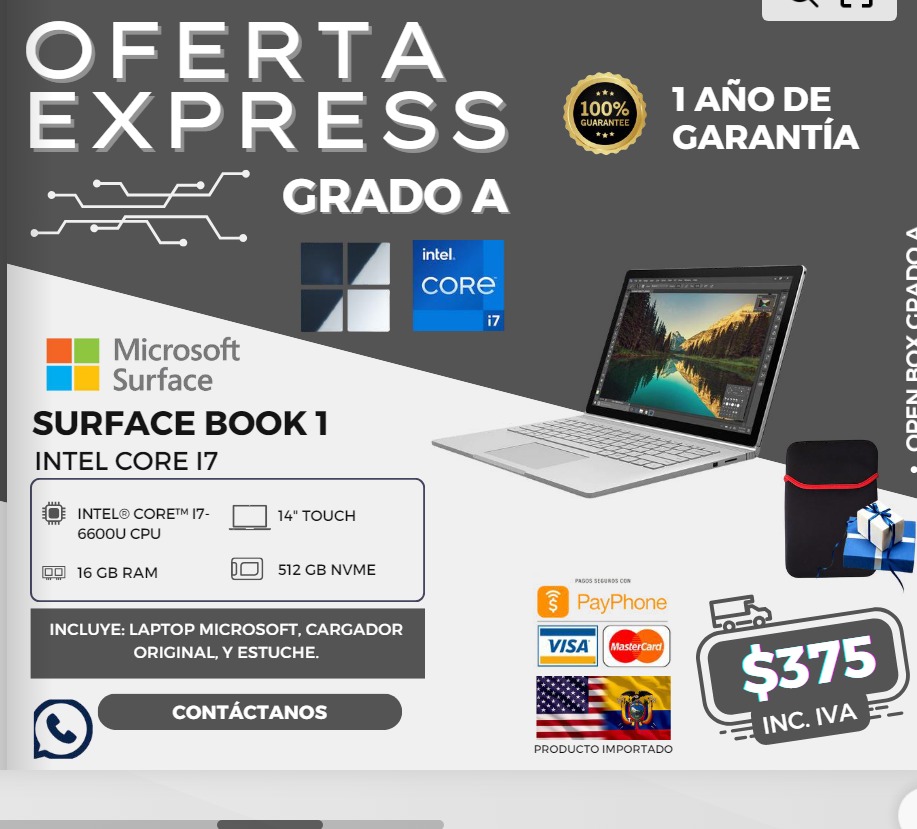 OFERTA
EXPRESS
GRADO A
100%
GUARANTEE
1 AÑO DE
GARANTÍA
intel.
CORE™
i7
Microsoft
Surface
SURFACE BOOK 1
INTEL CORE I7
INTEL® CORE™ I7-
6600U CPU
14" TOUCH
16 GB RAM
512 GB NVME
INCLUYE: LAPTOP MICROSOFT, CARGADOR
ORIGINAL, Y ESTUCHE.
CONTÁCTANOS
PAGOS SEGUROS CON
PayPhone
VISA
MasterCard
PRODUCTO IMPORTADO
$375
INC. IVA
• OPEN BOX GRADO A